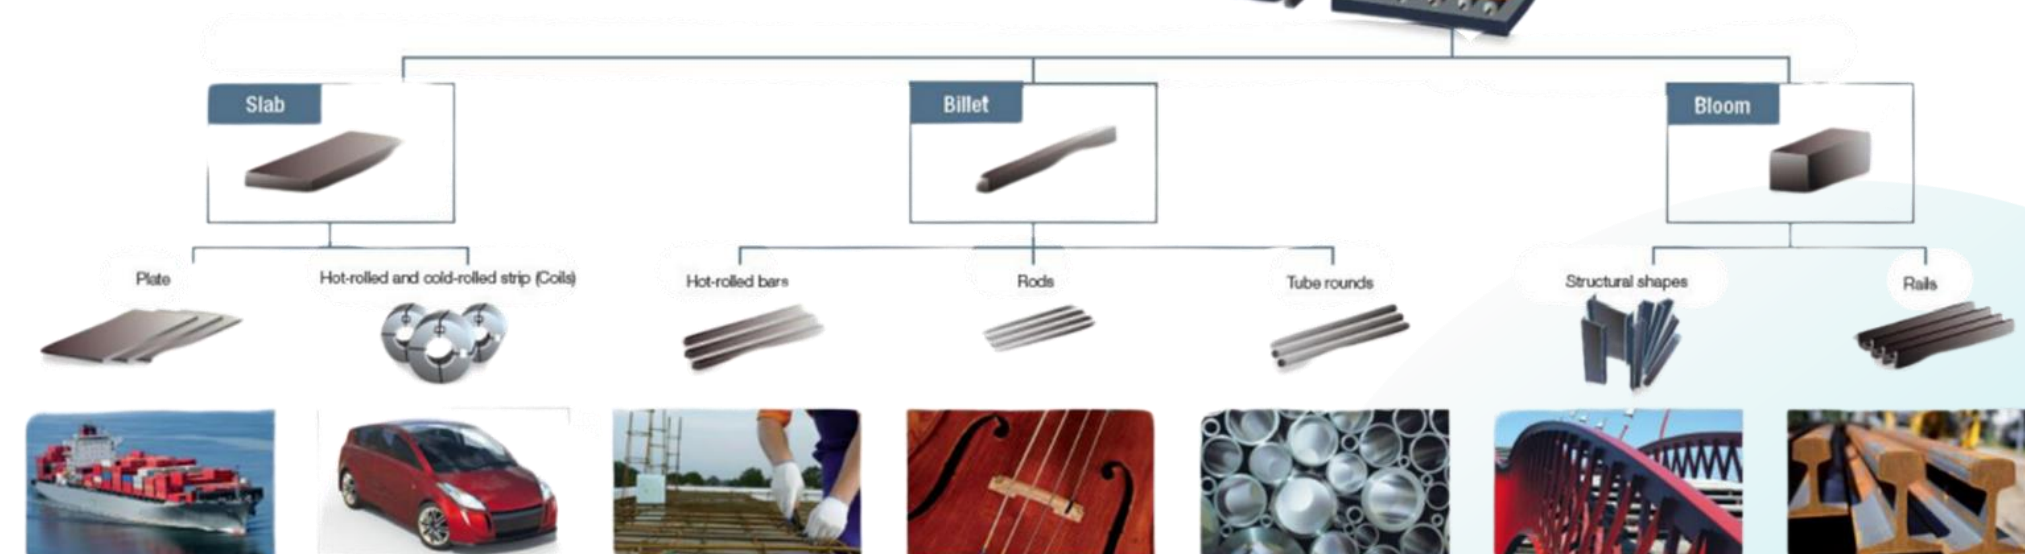 Slab
Billet
Bloom
Plate
Hot-rolled and cold-rolled strip (Coils)
Hot-rolled bars
Rods
Tube rounds
Structural shapes
Rails